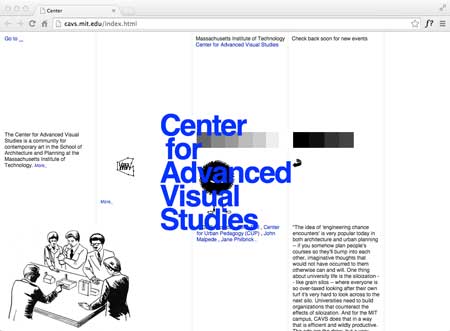 Center
cavs.mit.edu/index.html
Go to __
Massachusetts Institute of Technology
Center for Advanced Visual Studies
Check back soon for new events
The Center for Advanced Visual
Studies is a community for
contemporary art in the School of
Architecture and Planning at the
Massachusetts Institute of
Technology. More_
More_
Center
for
Advanced
Visual
Studies
, Center
for Urban Pedagogy (CUP) , John
Malpede , Jane Philbrick .
"The idea of 'engineering chance
encounters' is very popular today in
both architecture and urban planning
-- if you somehow plan people's
courses so they'll bump into each
other, imaginative thoughts that
would not have occurred to them
otherwise can and will. One thing
about university life is the siloization -
- like grain silos -- where everyone is
so over-taxed looking after their own
turf it's very hard to look across to the
next silo. Universities need to build
organizations that counteract the
effects of siloization. And for the MIT
campus, CAVS does that in a way
that is efficient and wildly productive.